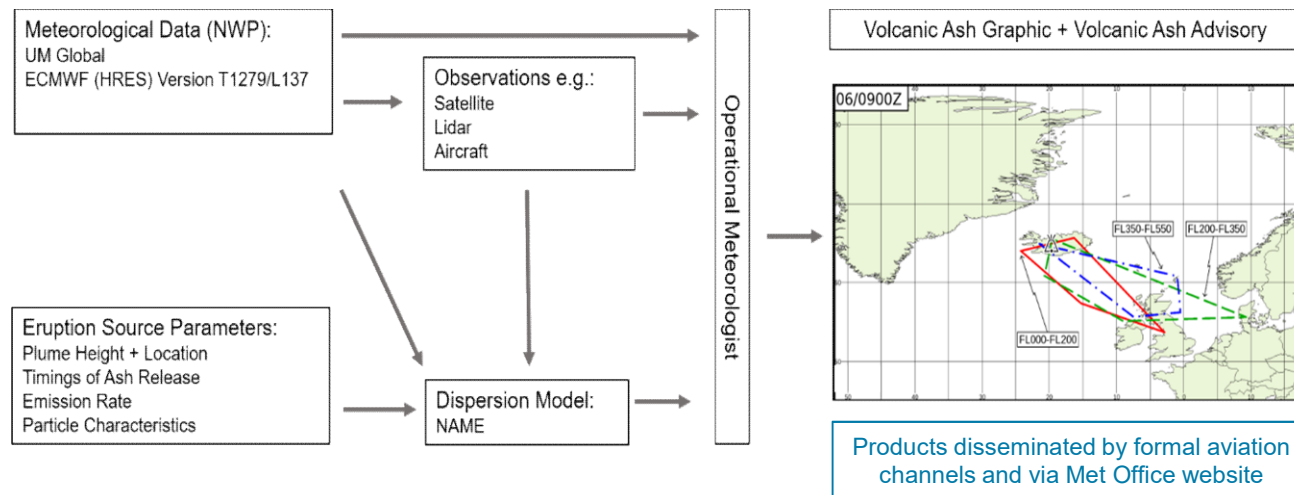 Meteorological Data (NWP):
UM Global
ECMWF (HRES) Version T1279/L137
Observations e.g.:
Satellite
Lidar
Aircraft
Eruption Source Parameters:
Plume Height + Location
Timings of Ash Release
Emission Rate
Particle Characteristics
Dispersion Model:
NAME
Operational Meteorologist
Volcanic Ash Graphic + Volcanic Ash Advisory
06/0900Z
FL350-FL550
FL200-FL350
FL000-FL200
Products disseminated by formal aviation
channels and via Met Office website